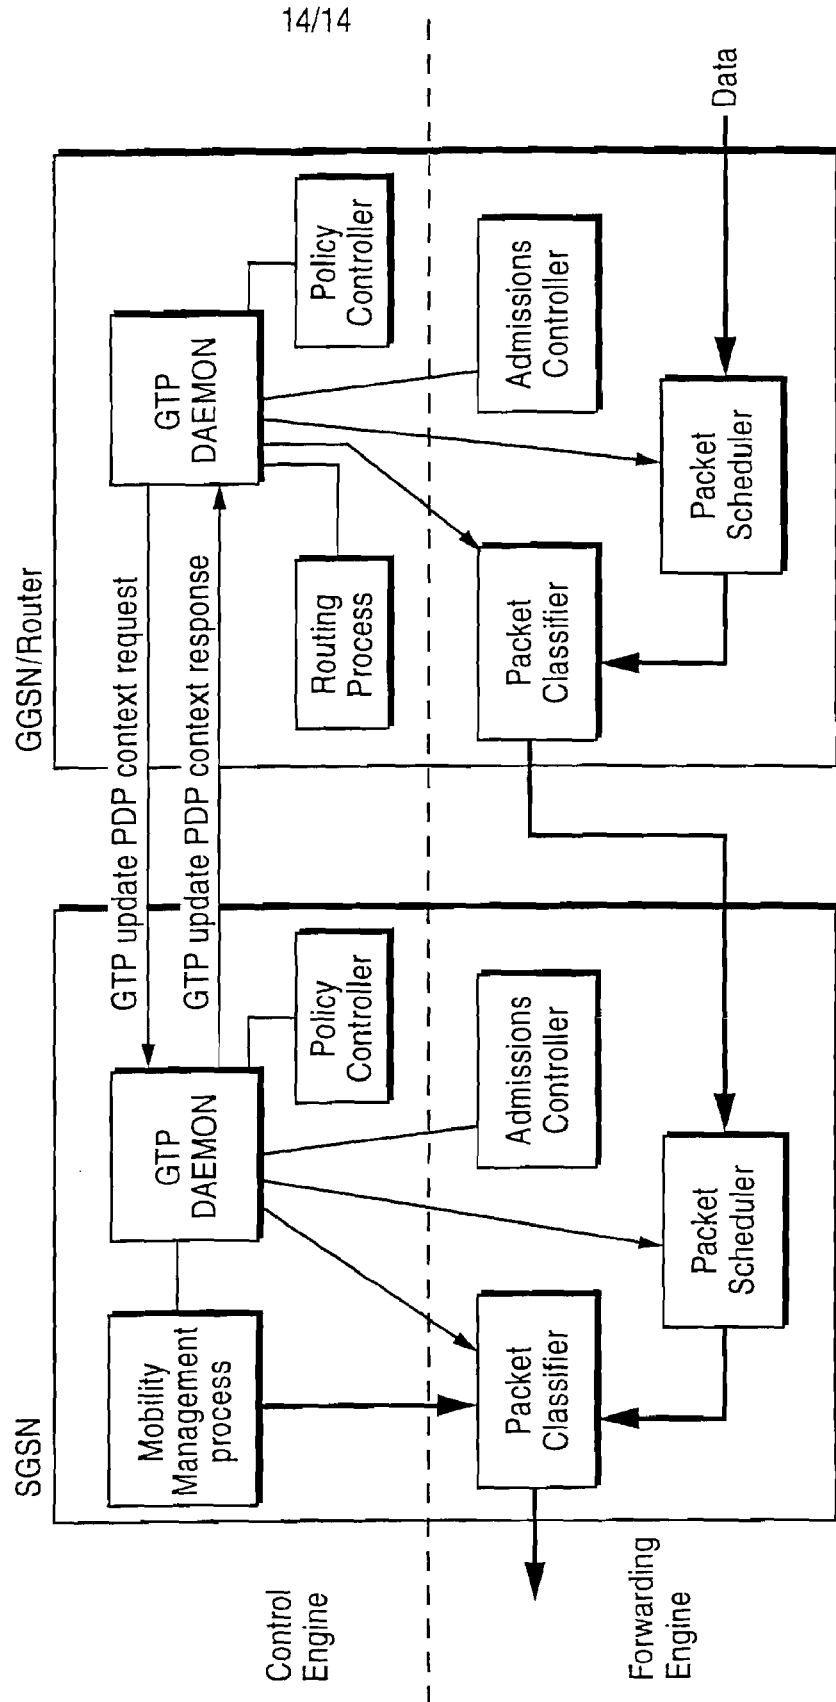 14/14
SGSN
GGSN/Router
GTP update PDP context request
GTP update PDP context response
Mobility
Management
process
GTP
DAEMON
Policy
Controller
Routing
Process
GTP
DAEMON
Policy
Controller
Control
Engine
Forwarding
Engine
Packet
Classifier
Admissions
Controller
Packet
Scheduler
Packet
Classifier
Admissions
Controller
Packet
Scheduler
Data